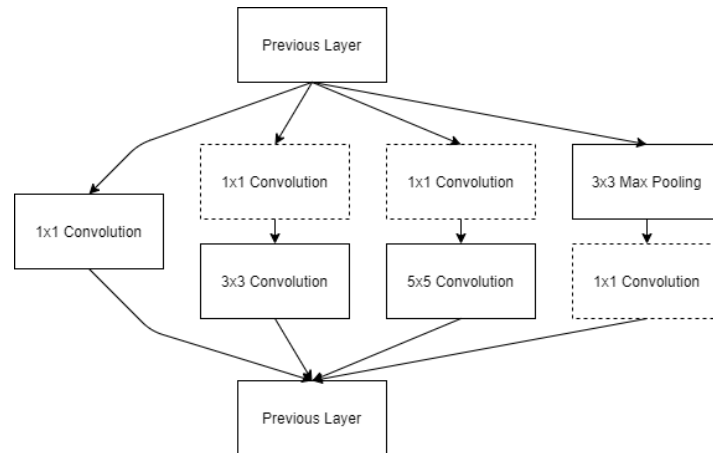 Previous Layer
1x1 Convolution
1x1 Convolution
3x3 Max Pooling
1x1 Convolution
3x3 Convolution
5x5 Convolution
1x1 Convolution
Previous Layer